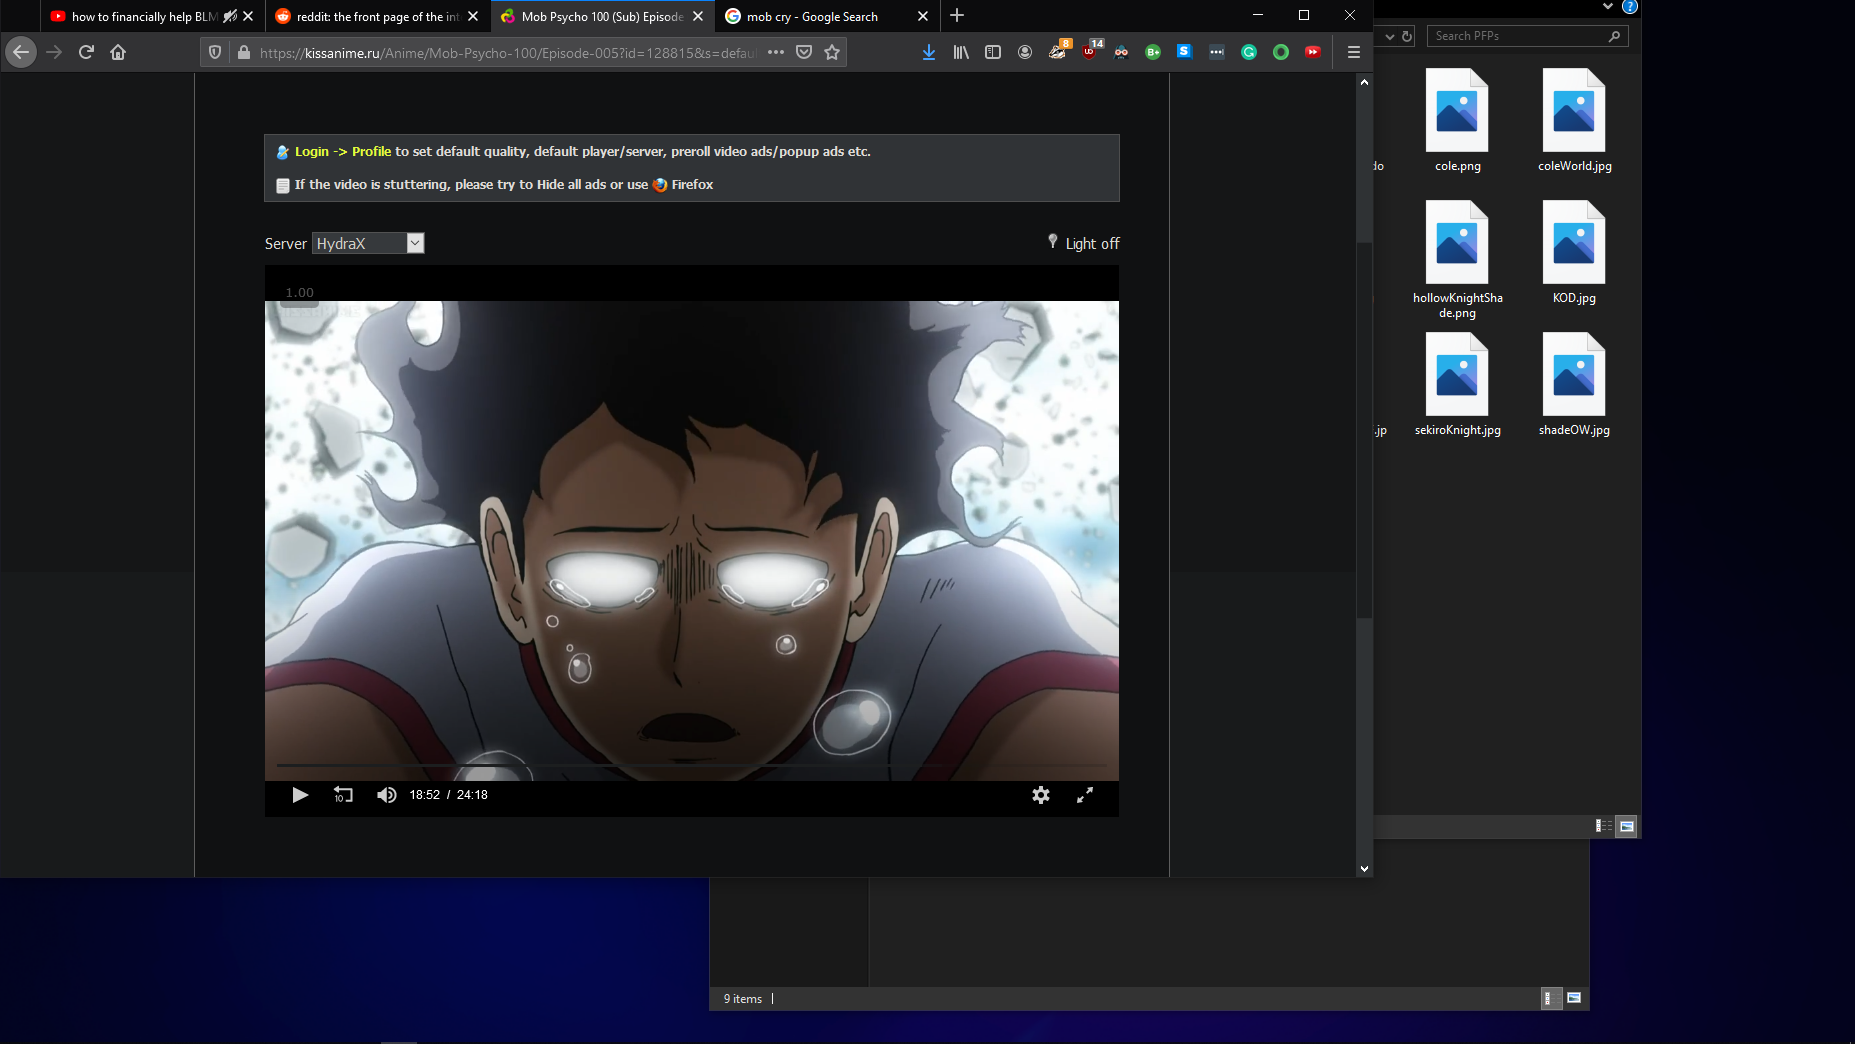 how to financially help BLM
reddit: the front page of the int
Mob Psycho 100 (Sub) Episode
mob cry - Google Search
https://kissanime.ru/Anime/Mob-Psycho-100/Episode-005?id=128815&s=defau
8
14
Search PFPs
Login -> Profile to set default quality, default player/server, preroll video ads/popup ads etc.
If the video is stuttering, please try to Hide all ads or use Firefox
Server HydraX
Light off
1.00
10
18:52 / 24:18
do
cole.png
coleWorld.jpg
hollowKnightSha
de.png
KOD.jpg
.jp
sekiroKnight.jpg
shadeOW.jpg
9 items